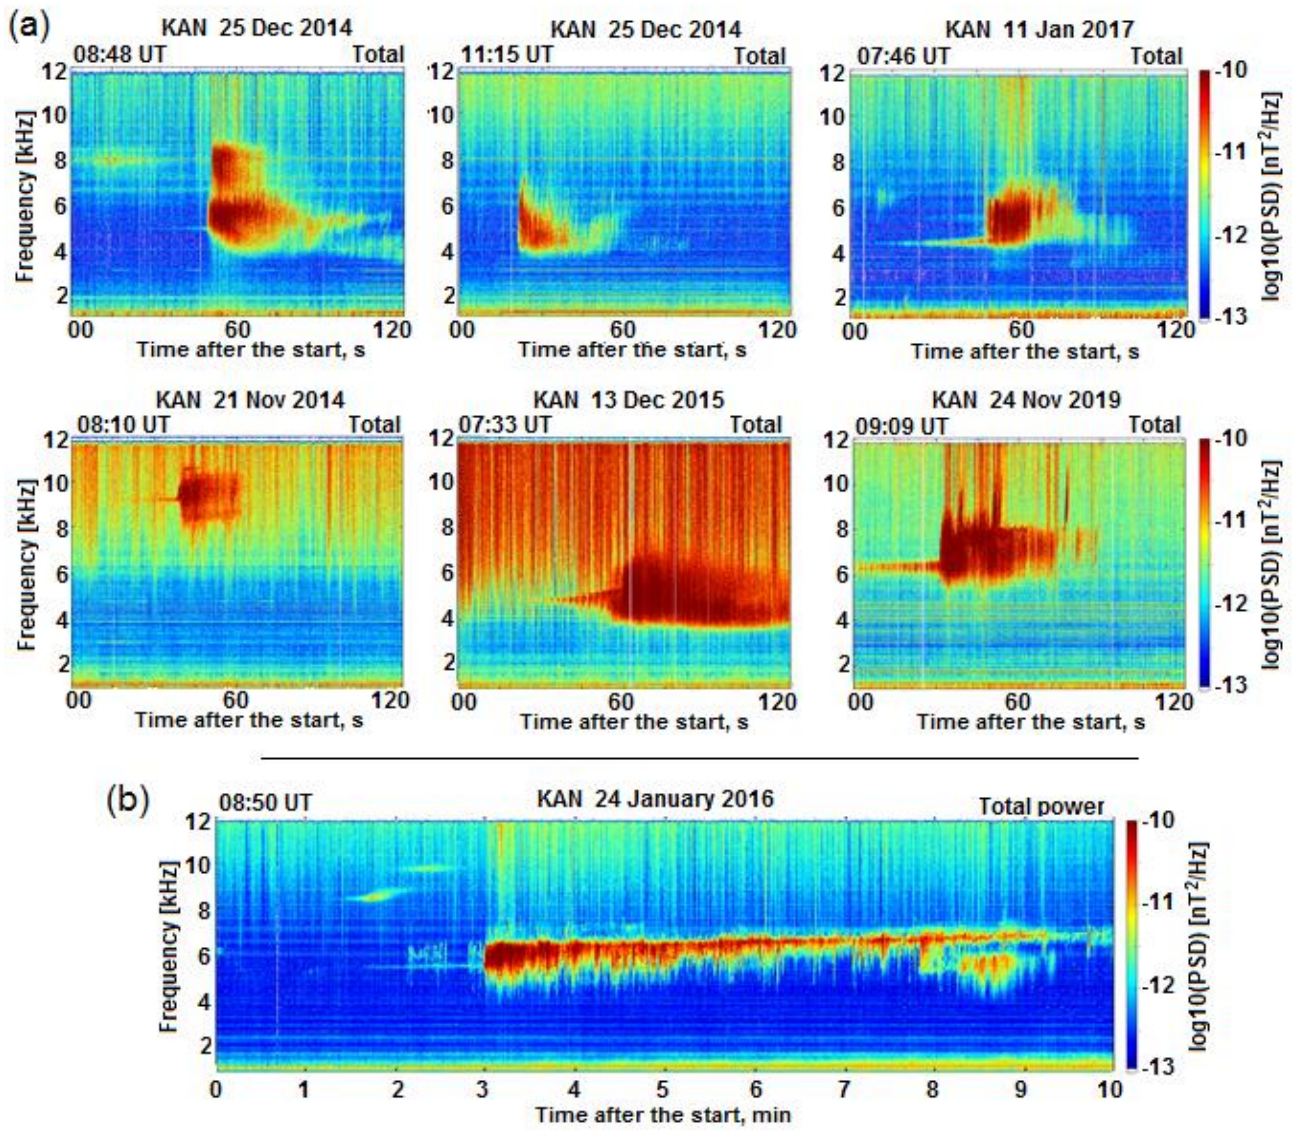 (a)
KAN 25 Dec 2014
KAN 25 Dec 2014
KAN 11 Jan 2017
08:48 UT Total
11:15 UT Total
07:46 UT Total
Frequency [kHz]
12
10
8
6
4
2
00 60 120
Time after the start, s
12
10
8
6
4
2
00 60 120
Time after the start, s
12
10
8
6
4
2
00 60 120
Time after the start, s
-10
-11
-12
-13
log10(PSD) [nT²/Hz]
KAN 21 Nov 2014
KAN 13 Dec 2015
KAN 24 Nov 2019
08:10 UT Total
07:33 UT Total
09:09 UT Total
Frequency [kHz]
12
10
8
6
4
2
00 60 120
Time after the start, s
12
10
8
6
4
2
00 60 120
Time after the start, s
12
10
8
6
4
2
00 60 120
Time after the start, s
-10
-11
-12
-13
log10(PSD) [nT²/Hz]
(b)
08:50 UT KAN 24 January 2016 Total power
Frequency [kHz]
12
10
8
6
4
2
0 1 2 3 4 5 6 7 8 9 10
Time after the start, min
-10
-11
-12
-13
log10(PSD) [nT²/Hz]